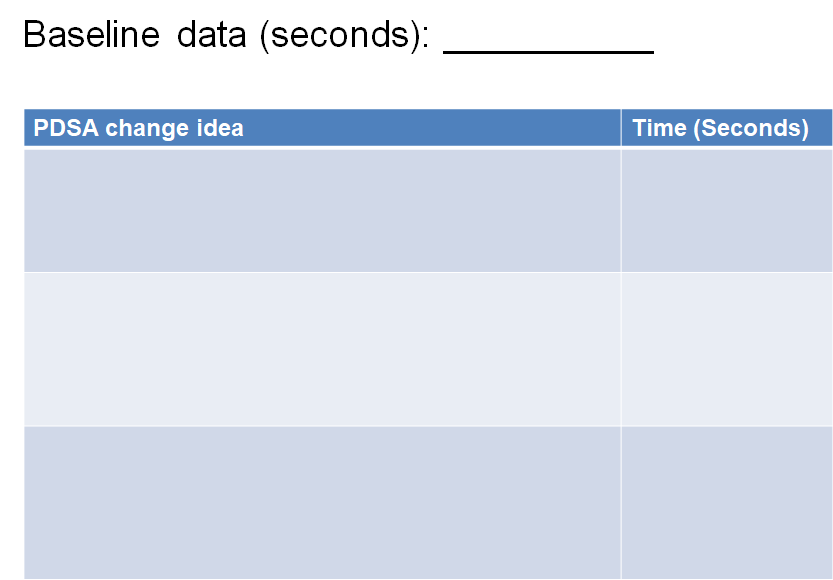 Baseline data (seconds): ___________
PDSA change idea
Time (Seconds)